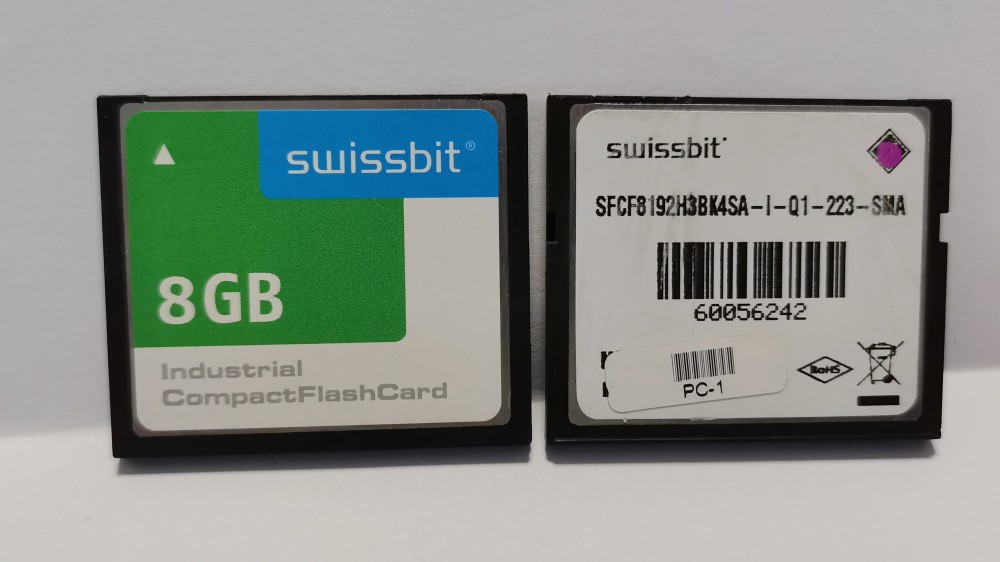 swissbit®
8GB
Industrial
CompactFlashCard
swissbit
SFCF8192H3BK4SA-I-Q1-223-SMA
60056242
PC-1
RoHS